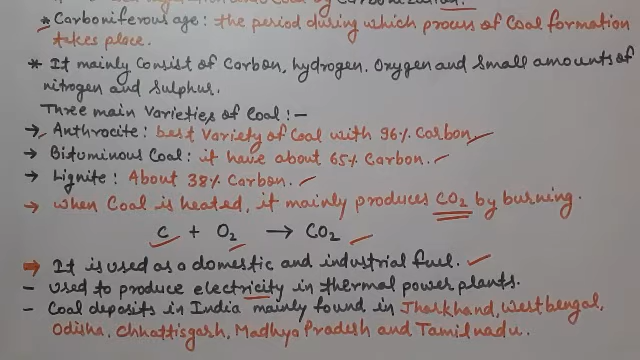 by Carbonization.
* Carboniferous age: the period during which process of Coal formation
takes place.
* It mainly Consist of Carbon, hydrogen, Oxygen and Small amounts of
nitrogen and Sulphur.
Three main Varieties of Coal:-
→ Anthrocite: best Variety of Coal with 96% Carbon
→ Bituminous Coal: it have about 65% Carbon.
→ Lignite: About 38% Carbon.
→ When Coal is heated, it mainly produces CO2 by burning.
C + O2 → CO2
⇒ It is used as a domestic and industrial fuel.
- Used to produce electricity in thermal power plants.
- Coal deposits in India mainly found in Jharkhand, West bengal,
Odisha, Chhattisgarh, Madhya Pradesh and Tamilnadu.